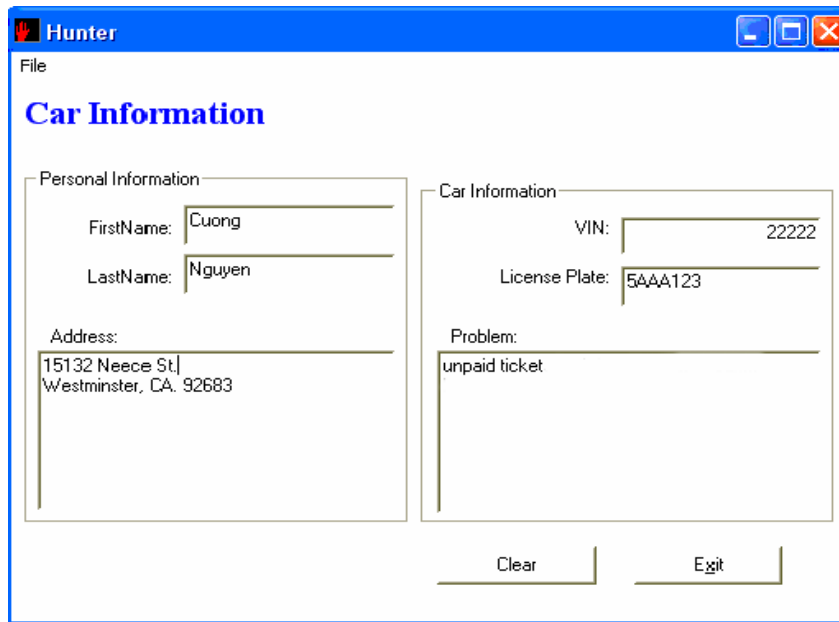 Hunter
File
Car Information
Personal Information
FirstName: Cuong
LastName: Nguyen
Address:
15132 Neece St.
Westminster, CA. 92683
Car Information
VIN: 22222
License Plate: 5AAA123
Problem:
unpaid ticket
Clear
Exit